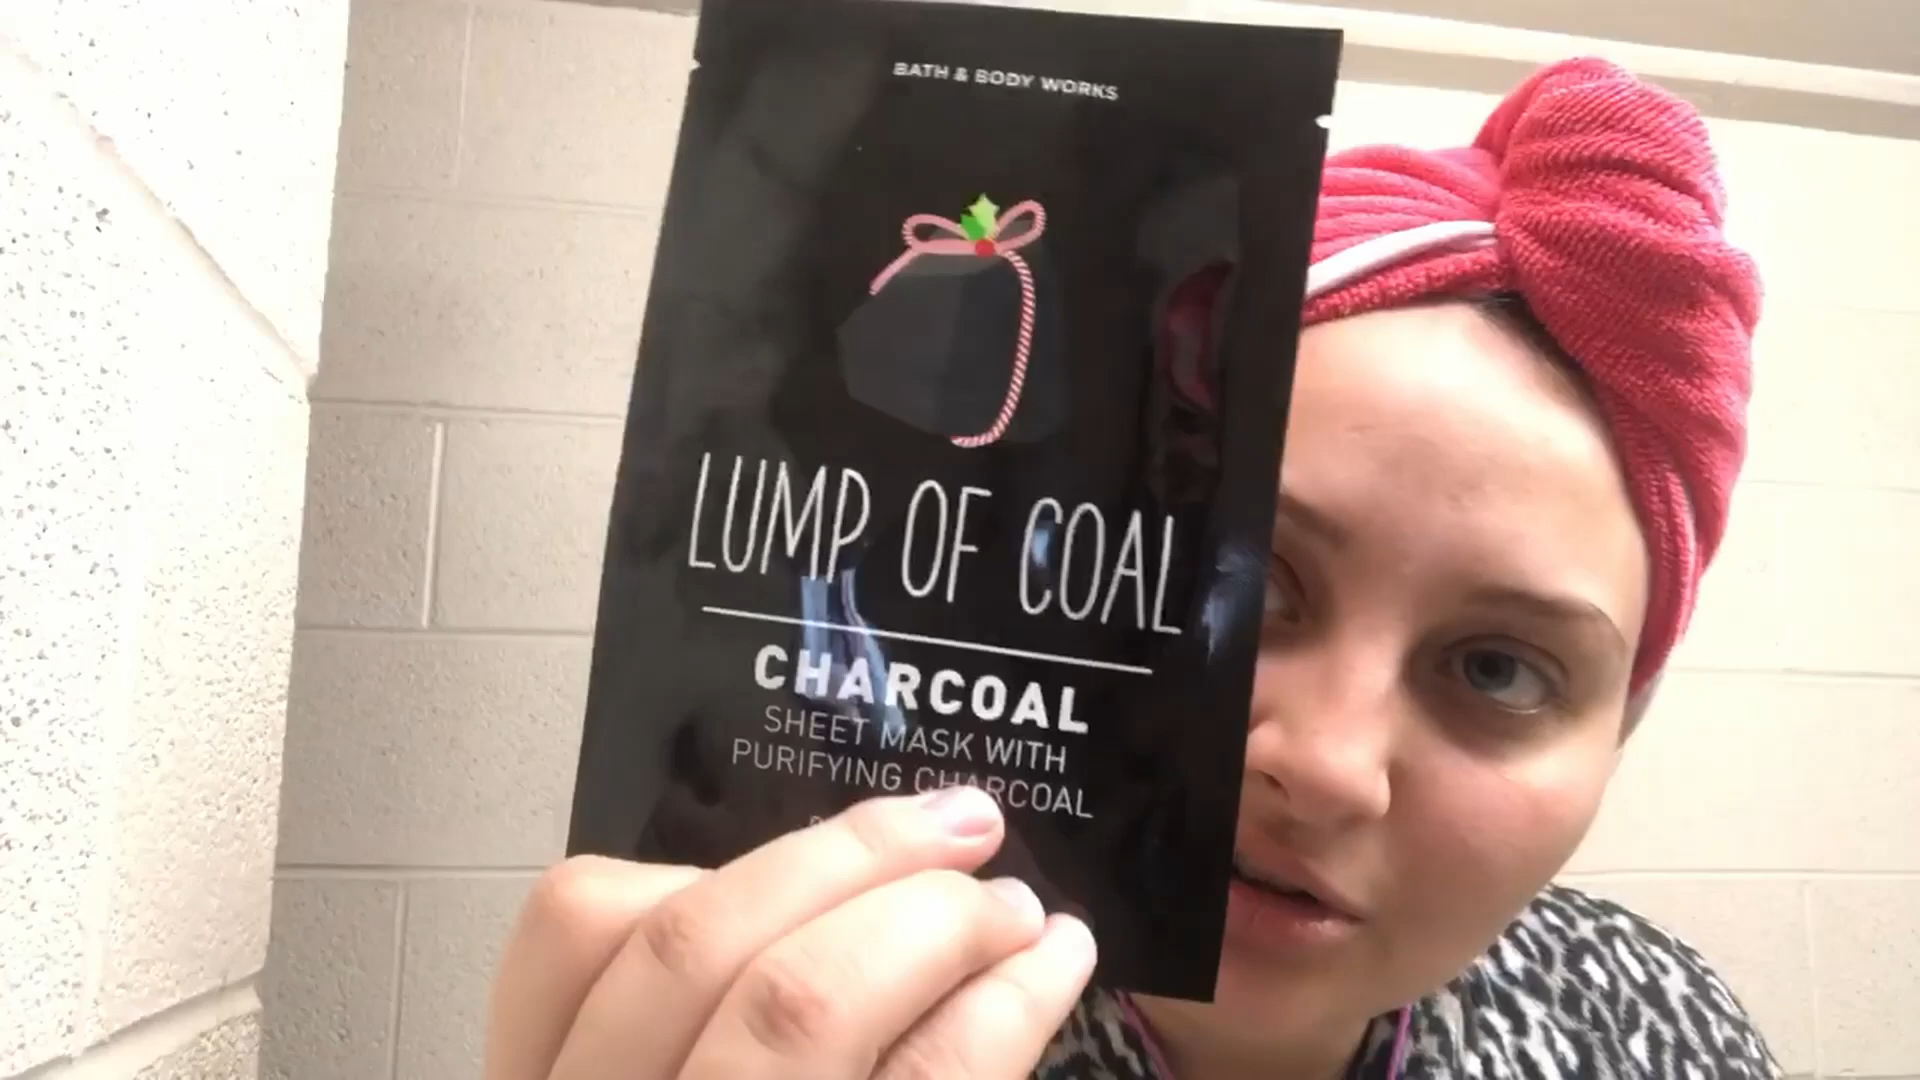 BATH & BODY WORKS
LUMP OF COAL
CHARCOAL
SHEET MASK WITH
PURIFYING CHARCOAL